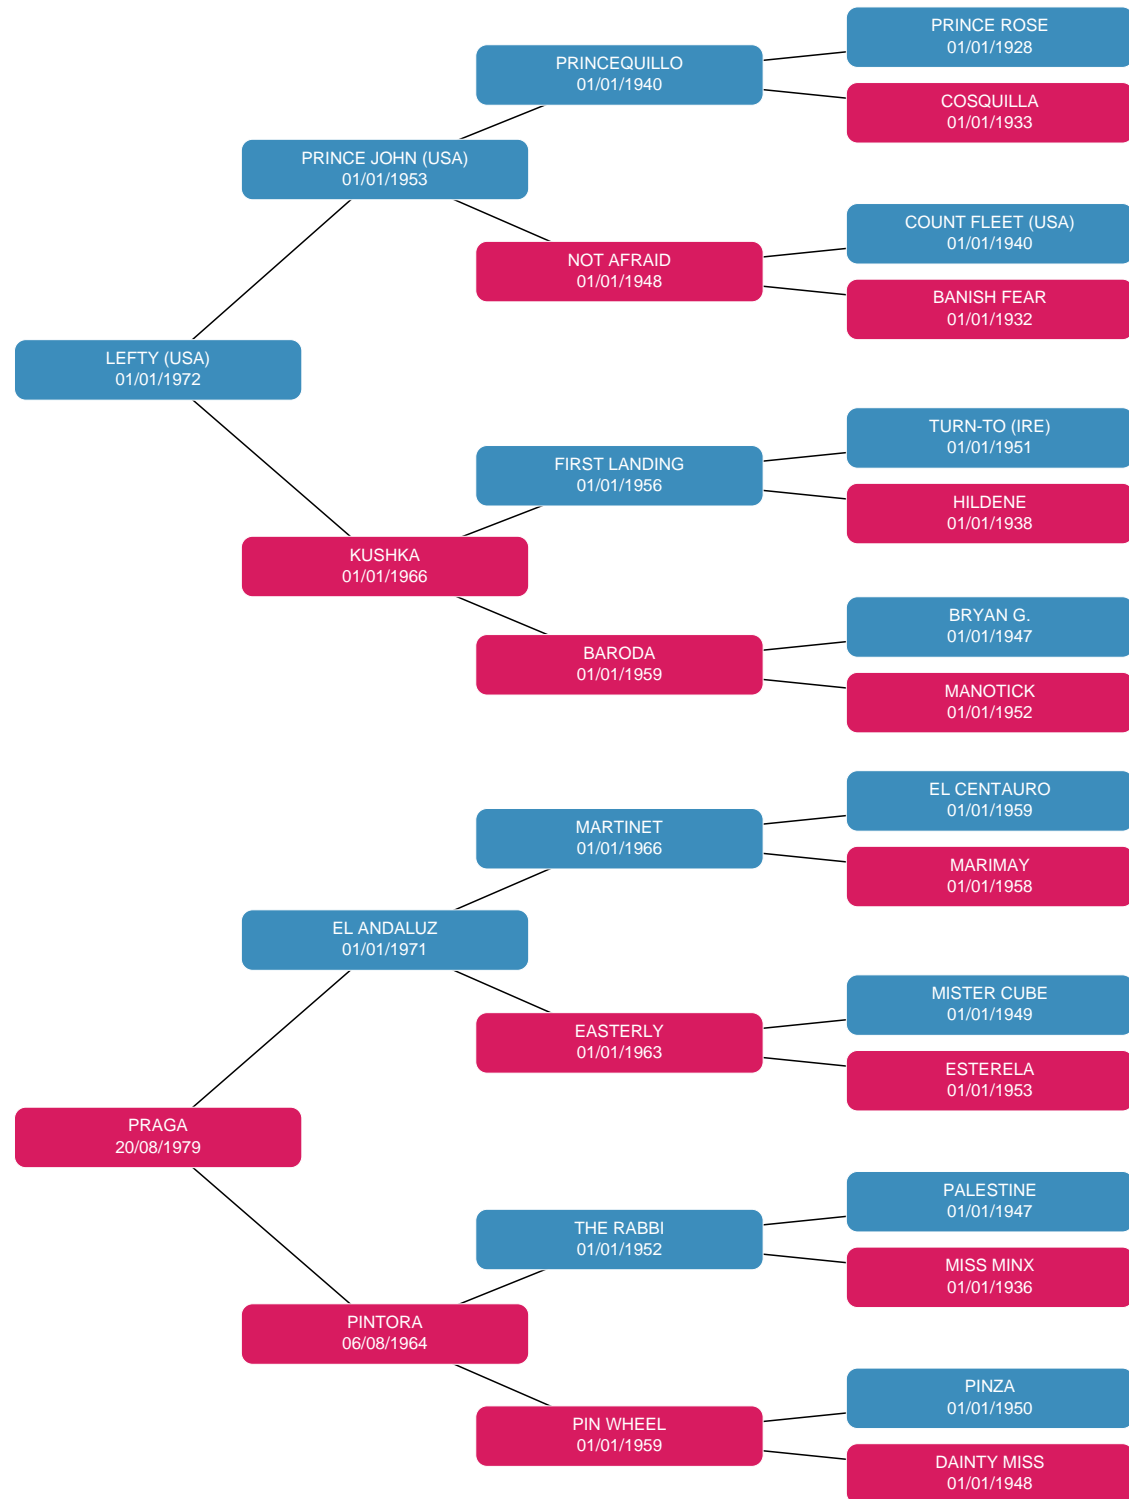 PRINCE ROSE
01/01/1928
PRINCEQUILLO
01/01/1940
COSQUILLA
01/01/1933
PRINCE JOHN (USA)
01/01/1953
COUNT FLEET (USA)
01/01/1940
NOT AFRAID
01/01/1948
BANISH FEAR
01/01/1932
LEFTY (USA)
01/01/1972
TURN-TO (IRE)
01/01/1951
FIRST LANDING
01/01/1956
HILDENE
01/01/1938
KUSHKA
01/01/1966
BRYAN G.
01/01/1947
BARODA
01/01/1959
MANOTICK
01/01/1952
EL CENTAURO
01/01/1959
MARTINET
01/01/1966
MARIMAY
01/01/1958
EL ANDALUZ
01/01/1971
MISTER CUBE
01/01/1949
EASTERLY
01/01/1963
ESTERELA
01/01/1953
PRAGA
20/08/1979
PALESTINE
01/01/1947
THE RABBI
01/01/1952
MISS MINX
01/01/1936
PINTORA
06/08/1964
PINZA
01/01/1950
PIN WHEEL
01/01/1959
DAINTY MISS
01/01/1948